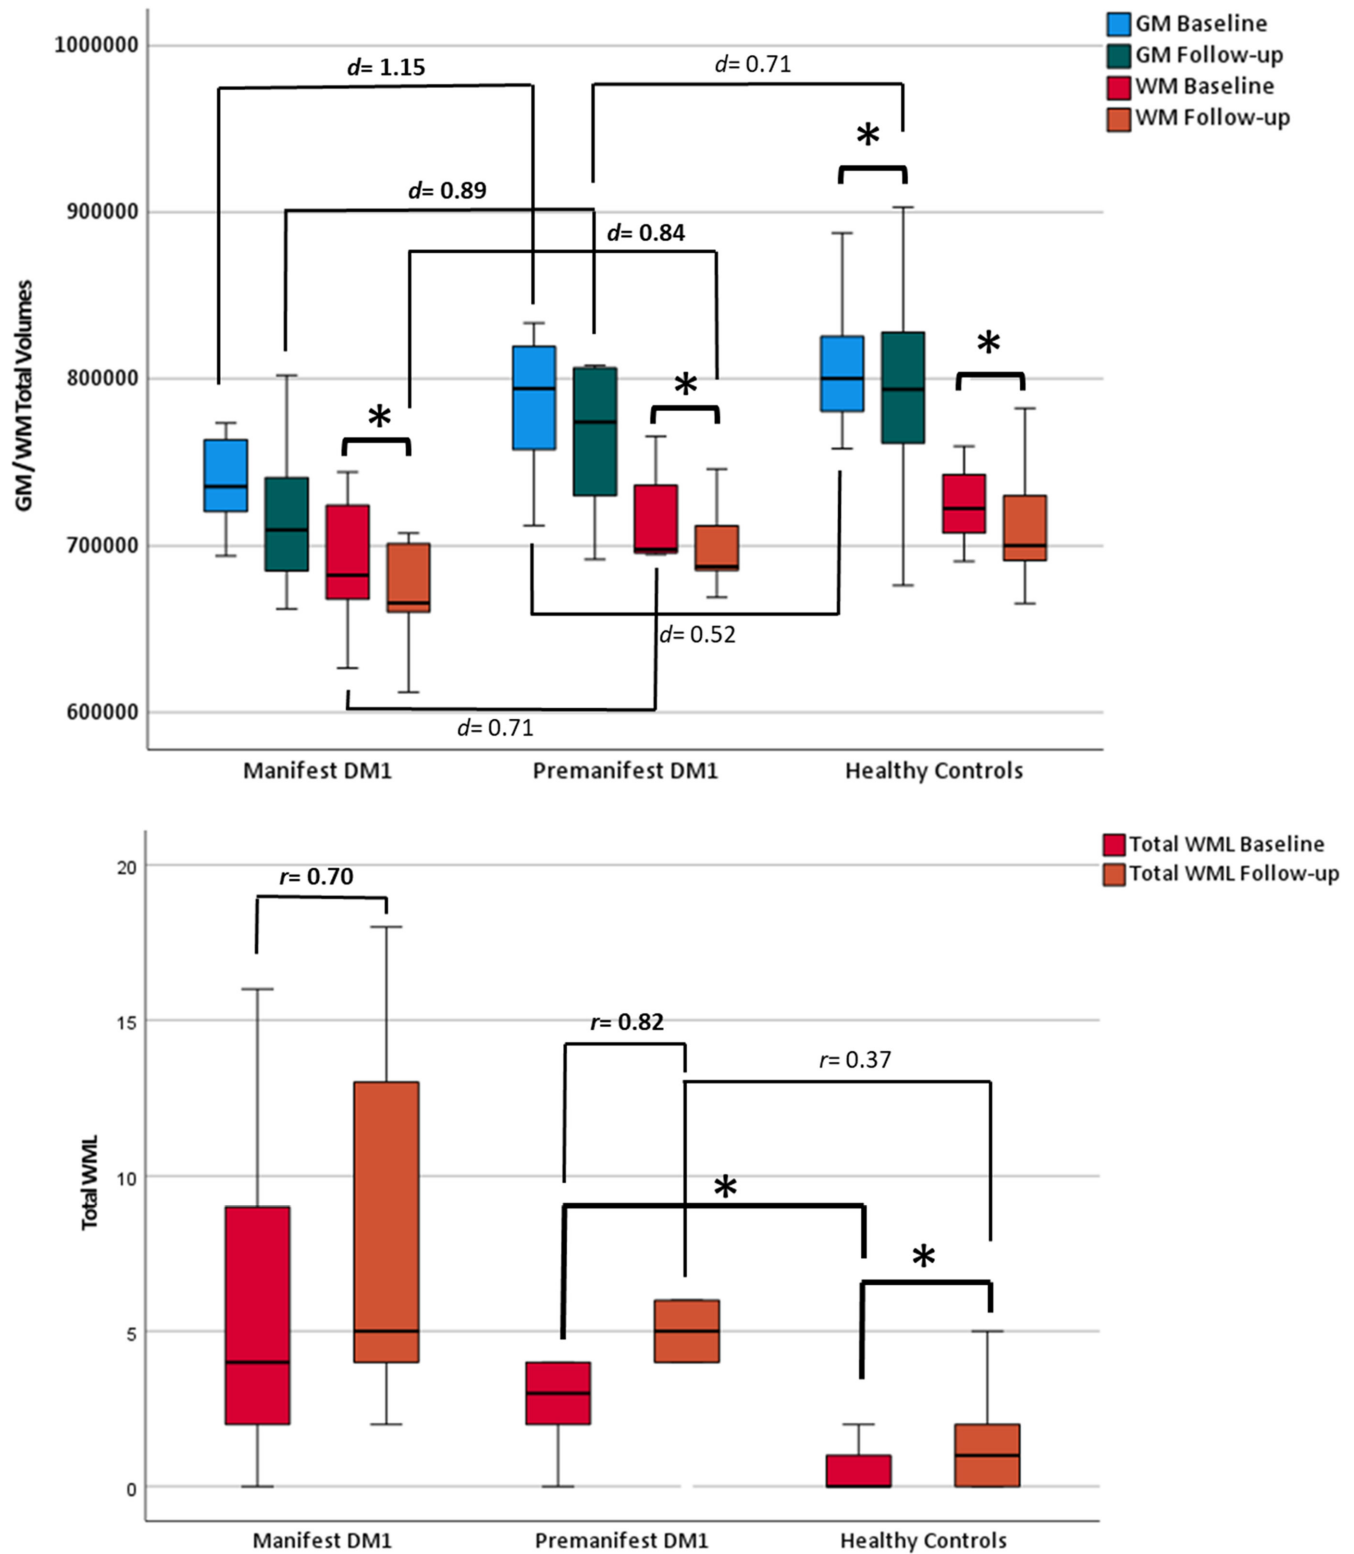 GM Baseline
GM Follow-up
WM Baseline
WM Follow-up
1000000
900000
800000
700000
600000
GM/WM Total Volumes
d= 1.15
d= 0.71
*
d= 0.89
d= 0.84
*
*
*
d= 0.52
d= 0.71
Manifest DM1 Premanifest DM1 Healthy Controls
Total WML Baseline
Total WML Follow-up
20
15
10
5
0
Total WML
r= 0.70
r= 0.82
r= 0.37
*
*
Manifest DM1 Premanifest DM1 Healthy Controls